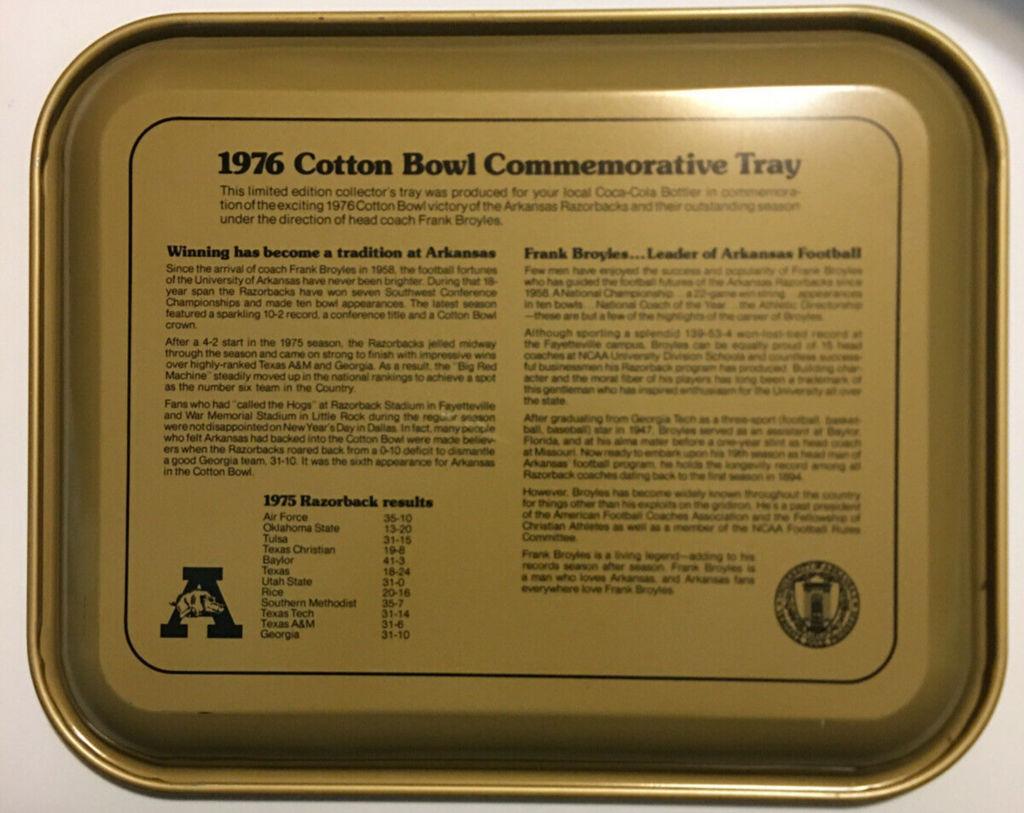 1976 Cotton Bowl Commemorative Tray
This limited edition collector's tray was produced for your local Coca-Cola Bottler in commemora-
tion of the exciting 1976 Cotton Bowl victory of the Arkansas Razorbacks and their outstanding season
under the direction of head coach Frank Broyles.
Winning has become a tradition at Arkansas
Since the arrival of coach Frank Broyles in 1958, the football fortunes
of the University of Arkansas have never been brighter. During that 18-
year span the Razorbacks have won seven Southwest Conference
Championships and made ten bowl appearances. The latest season
featured a sparkling 10-2 record, a conference title and a Cotton Bowl
crown.
After a 4-2 start in the 1975 season, the Razorbacks jelled midway
through the season and came on strong to finish with impressive wins
over highly-ranked Texas A&M and Georgia. As a result, the "Big Red
Machine" steadily moved up in the national rankings to achieve a spot
as the number six team in the Country.
Fans who had "called the Hogs" at Razorback Stadium in Fayetteville
and War Memorial Stadium in Little Rock during the regular season
were not disappointed on New Year's Day in Dallas. In fact, many people
who felt Arkansas had backed into the Cotton Bowl were made believ-
ers when the Razorbacks roared back from a 0-10 deficit to dismantle
a good Georgia team, 31-10. It was the sixth appearance for Arkansas
in the Cotton Bowl.
1975 Razorback results
Air Force 35-10
Oklahoma State 13-20
Tulsa 31-15
Texas Christian 19-8
Baylor 41-3
Texas 18-24
Utah State 31-0
Rice 20-16
Southern Methodist 35-7
Texas Tech 31-14
Texas A&M 31-6
Georgia 31-10
Frank Broyles...Leader of Arkansas Football
Few men have enjoyed the success and popularity of Frank Broyles
who has guided the football futures of the Arkansas Razorbacks since
1958. A National Championship...a 22-game win string...appearances
in ten bowls...National Coach of the Year...the Athletic Directorship
—these are but a few of the highlights of the career of Broyles.
Although sporting a splendid 139-53-4 won-lost-tied record at
the Fayetteville campus, Broyles can be equally proud of 15 head
coaches at NCAA University Division Schools and countless success-
ful businessmen his Razorback program has produced. Building char-
acter and the moral fiber of his players has long been a trademark of
this gentleman who has inspired enthusiasm for the University all over
the state.
After graduating from Georgia Tech as a three-sport (football, basket-
ball, baseball) star in 1947, Broyles served as an assistant at Baylor,
Florida, and at his alma mater before a one-year stint as head coach
at Missouri. Now ready to embark upon his 19th season as head man of
Arkansas' football program, he holds the longevity record among all
Razorback coaches dating back to the first season in 1894.
However, Broyles has become widely known throughout the country
for things other than his exploits on the gridiron. He's a past president
of the American Football Coaches Association and the Fellowship of
Christian Athletes as well as a member of the NCAA Football Rules
Committee.
Frank Broyles is a living legend—adding to his
records season after season. Frank Broyles is
a man who loves Arkansas, and Arkansas fans
everywhere love Frank Broyles.